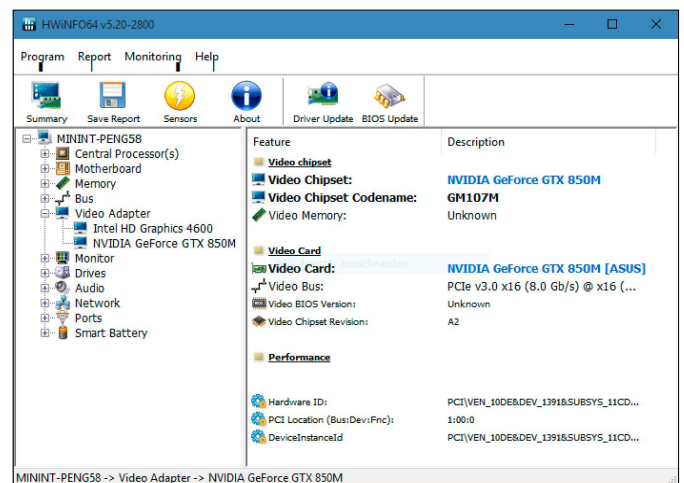 HWiNFO64 v5.20-2800
Program Report Monitoring Help
Summary Save Report Sensors About Driver Update BIOS Update
MININT-PENG58
Central Processor(s)
Motherboard
Memory
Bus
Video Adapter
Intel HD Graphics 4600
NVIDIA GeForce GTX 850M
Monitor
Drives
Audio
Network
Ports
Smart Battery
Feature Description
Video chipset
Video Chipset: NVIDIA GeForce GTX 850M
Video Chipset Codename: GM107M
Video Memory: Unknown
Video Card
ausschneiden
Video Card: NVIDIA GeForce GTX 850M [ASUS]
Video Bus: PCIe v3.0 x16 (8.0 Gb/s) @ x16 (...
Video BIOS Version: Unknown
Video Chipset Revision: A2
Performance
Hardware ID: PCI\VEN_10DE&DEV_1391&SUBSYS_11CD...
PCI Location (Bus:Dev:Fnc): 1:00:0
DeviceInstanceId PCI\VEN_10DE&DEV_1391&SUBSYS_11CD...
MININT-PENG58 -> Video Adapter -> NVIDIA GeForce GTX 850M